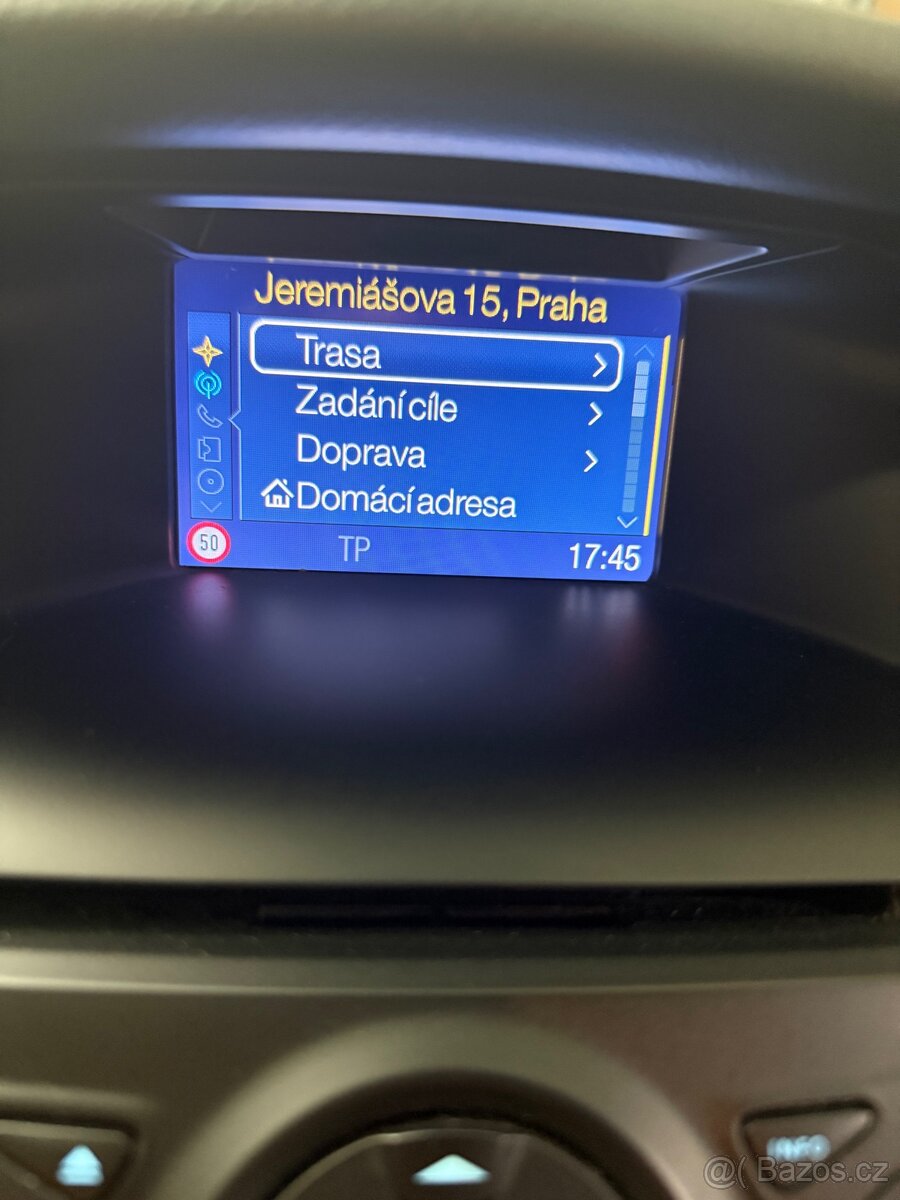 Jeremiášova 15, Praha
Trasa
Zadání cíle
Doprava
Domácí adresa
50
TP
17:45
INFO
@( Bazos.cz